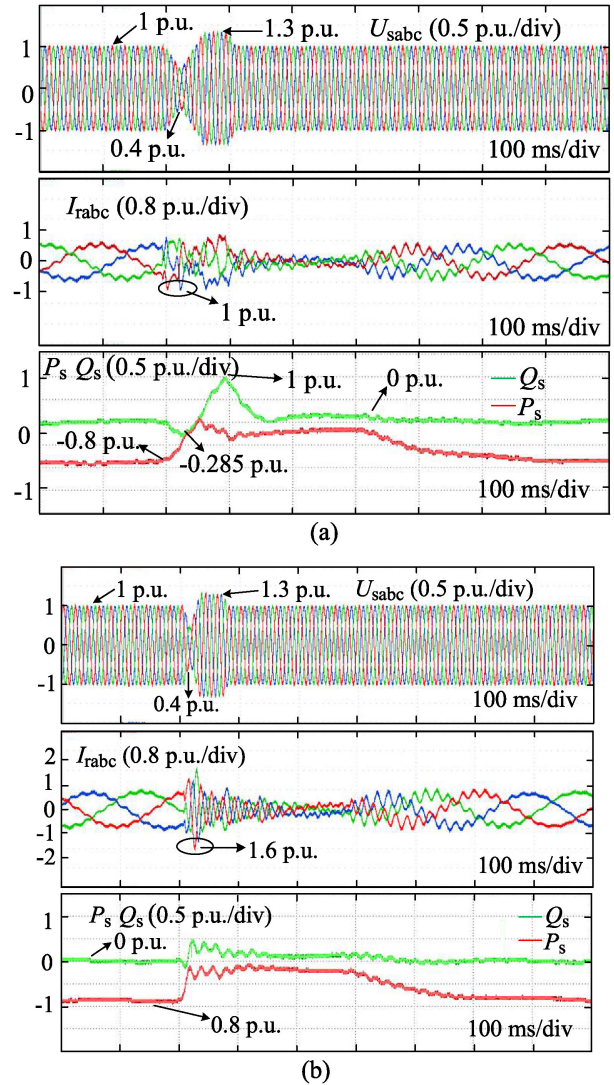 1 p.u.
1.3 p.u.
Usabc (0.5 p.u./div)
1
0
-1
0.4 p.u.
100 ms/div
Irabc (0.8 p.u./div)
1
0
-1
1 p.u.
100 ms/div
Ps Qs (0.5 p.u./div)
1
0
-1
1 p.u.
0 p.u.
Qs
Ps
-0.8 p.u.
-0.285 p.u.
100 ms/div
(a)
1 p.u.
1.3 p.u.
Usabc (0.5 p.u./div)
1
0
-1
0.4 p.u.
100 ms/div
Irabc (0.8 p.u./div)
2
1
0
-1
-2
1.6 p.u.
100 ms/div
Ps Qs (0.5 p.u./div)
1
0
-1
0 p.u.
Qs
Ps
0.8 p.u.
100 ms/div
(b)